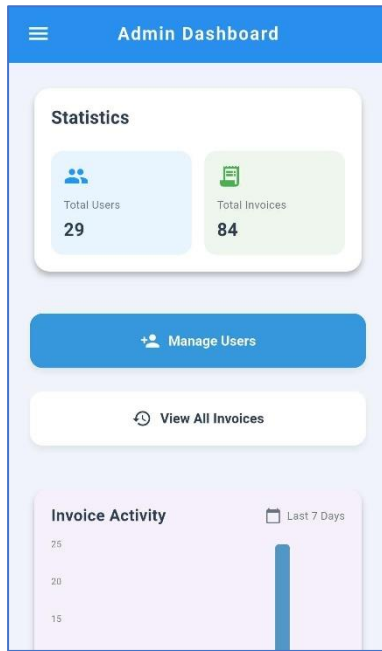 Admin Dashboard
Statistics
Total Users
29
Total Invoices
84
Manage Users
View All Invoices
Invoice Activity
Last 7 Days
25
20
15